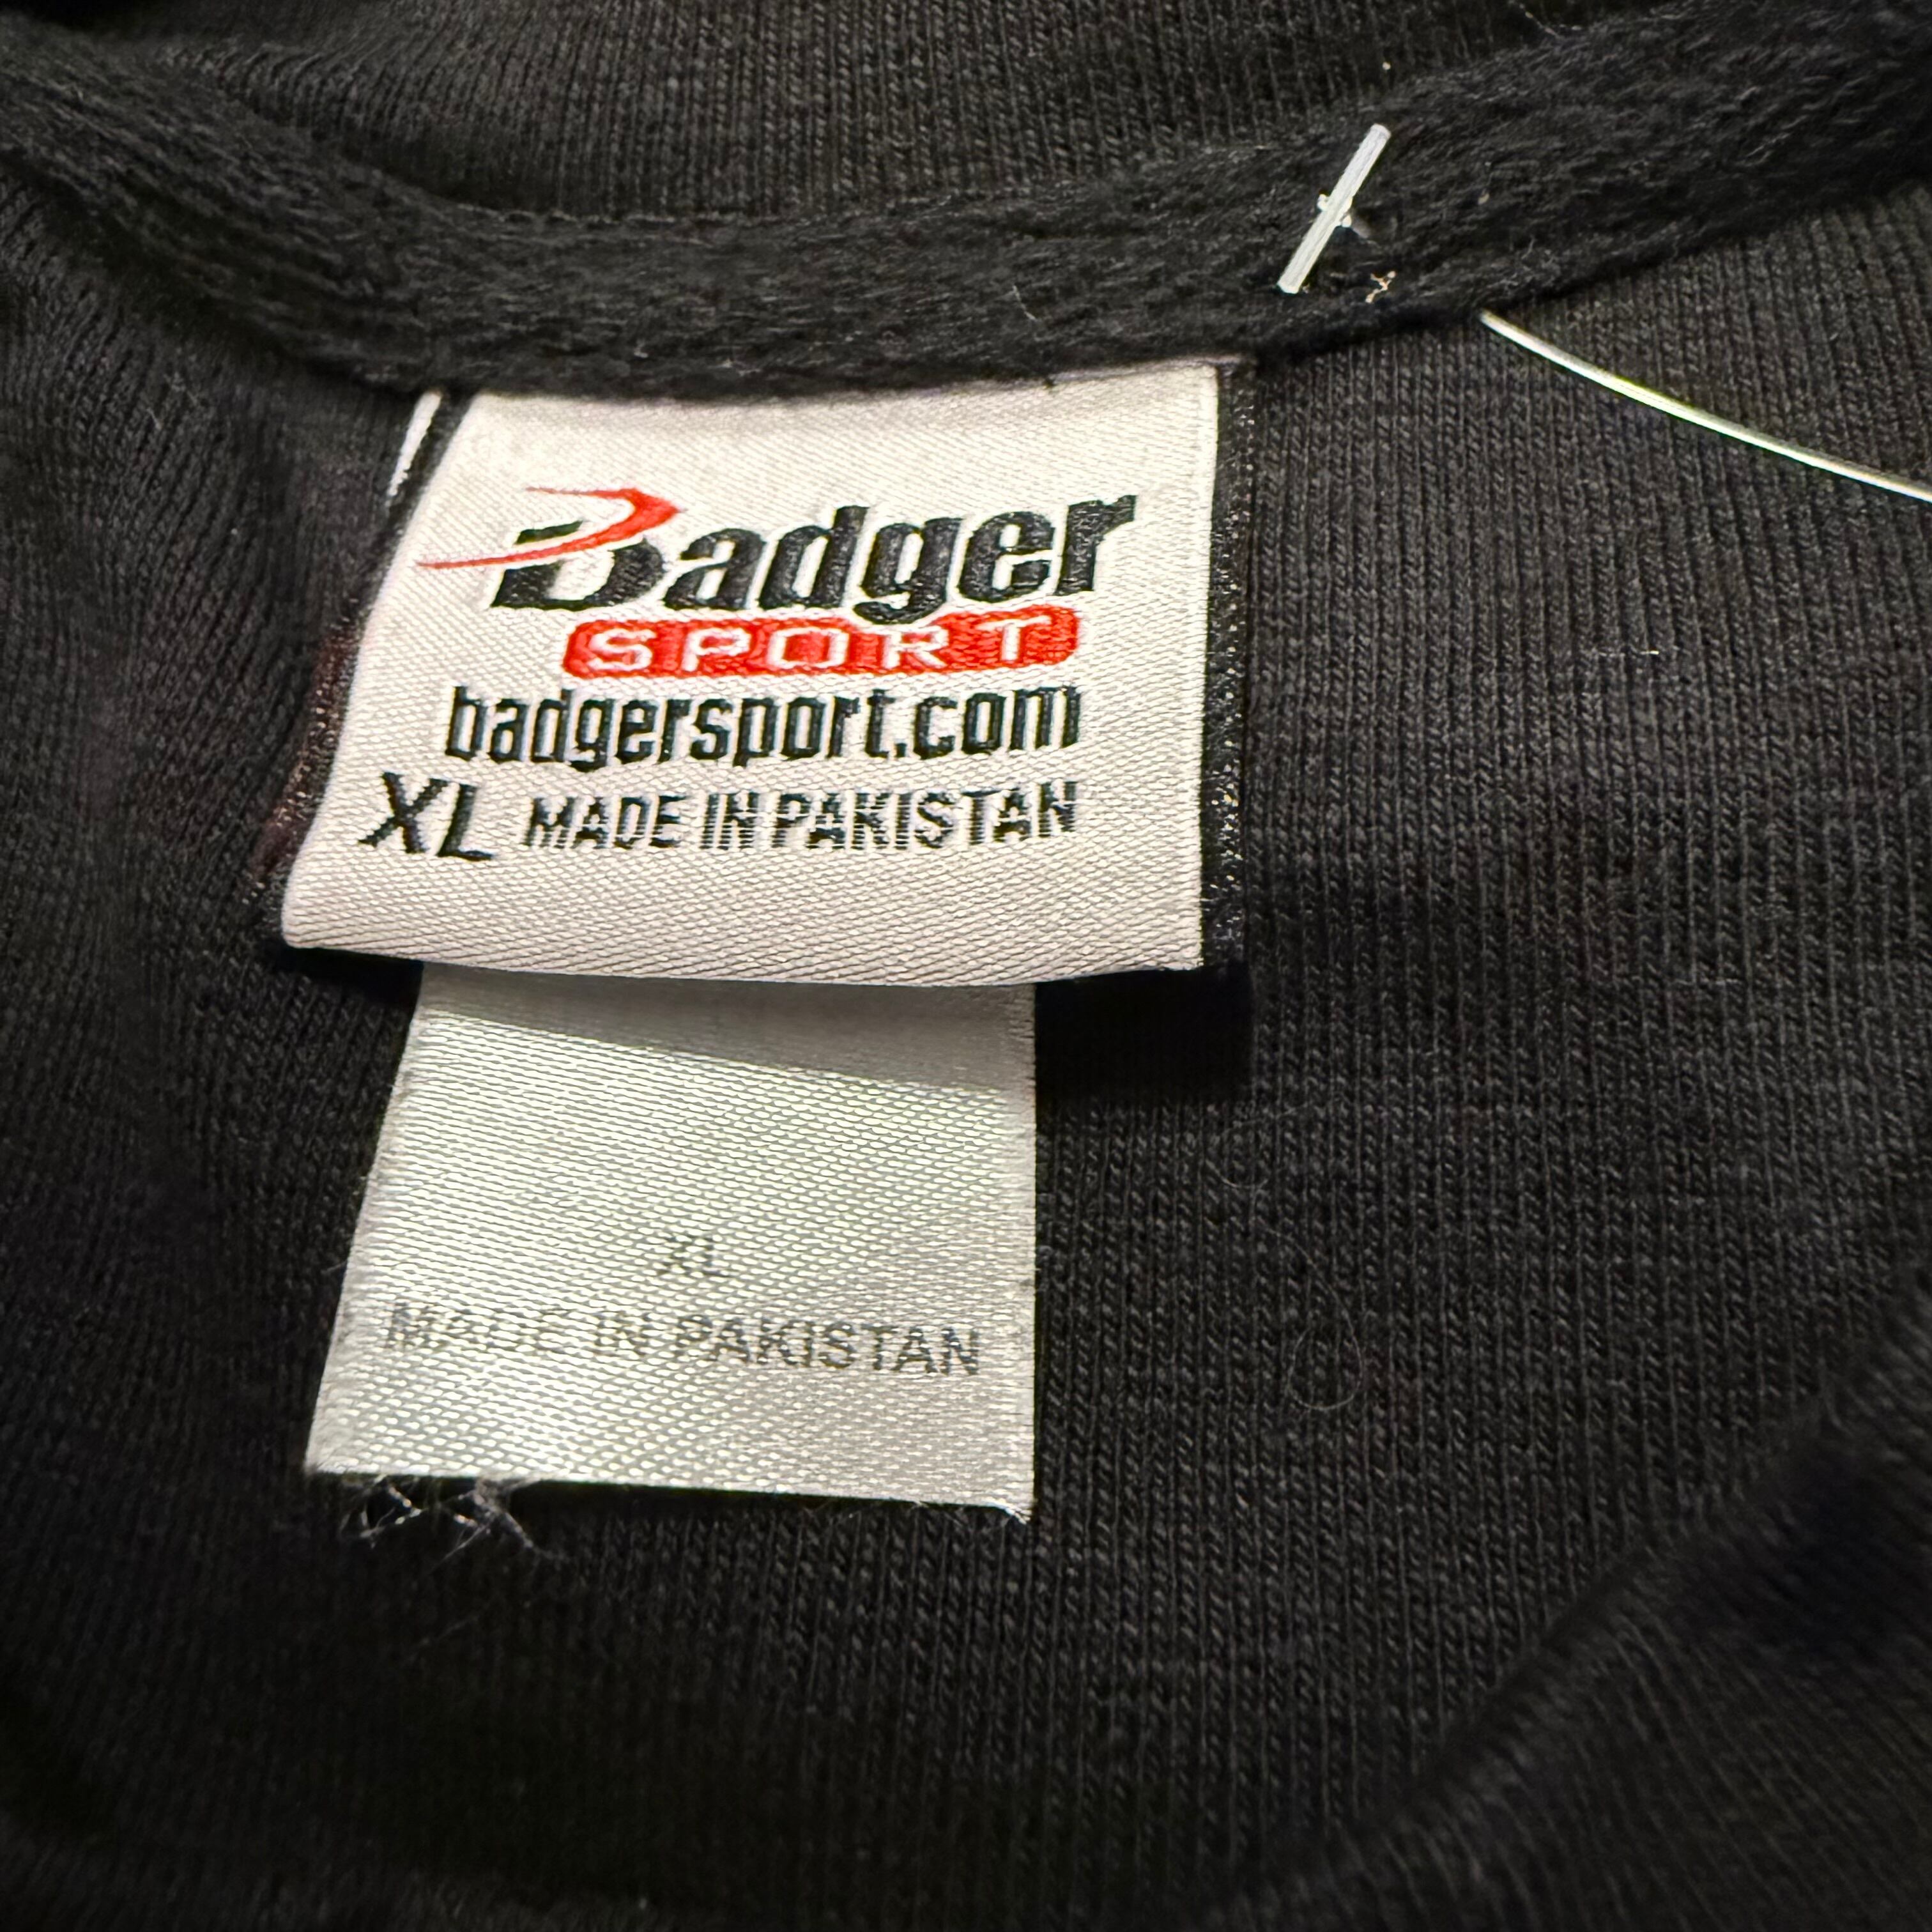 Badger
SPORT
badgersport.com
XL MADE IN PAKISTAN
XL
MADE IN PAKISTAN